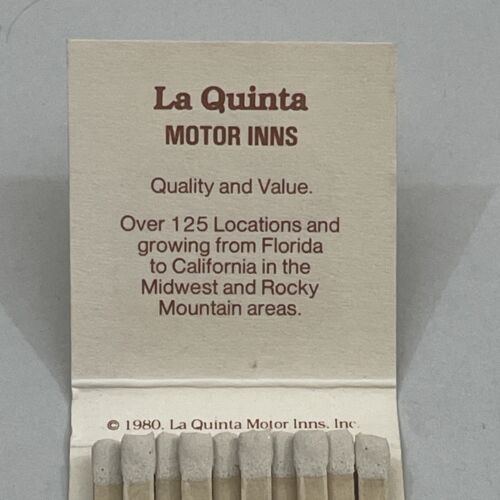 La Quinta
MOTOR INNS
Quality and Value.
Over 125 Locations and
growing from Florida
to California in the
Midwest and Rocky
Mountain areas.
© 1980, La Quinta Motor Inns, Inc.